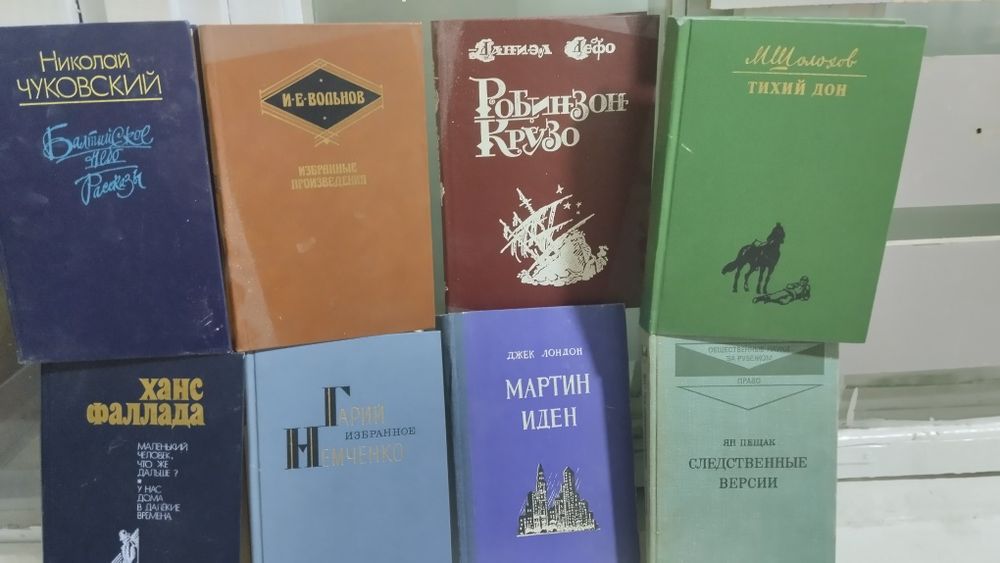 Николай
ЧУКОВСКИЙ
Балтийское
небо
Рассказы
И·Е·ВОЛЬНОВ
ИЗБРАННЫЕ
ПРОИЗВЕДЕНИЯ
Даниэл Дефо
Робинзон
Крузо
М. Шолохов
ТИХИЙ ДОН
ханс
фаллада
МАЛЕНЬКИЙ
ЧЕЛОВЕК,
ЧТО ЖЕ
ДАЛЬШЕ?
У НАС
ДОМА
В ДАЛЁКИЕ
ВРЕМЕНА
ГАРИЙ
ИЗБРАННОЕ
НЕМЧЕНКО
ДЖЕК ЛОНДОН
МАРТИН
ИДЕН
ОБЩЕСТВЕННЫЕ НАУКИ
ЗА РУБЕЖОМ
ПРАВО
ЯН ПЕЩАК
СЛЕДСТВЕННЫЕ
ВЕРСИИ